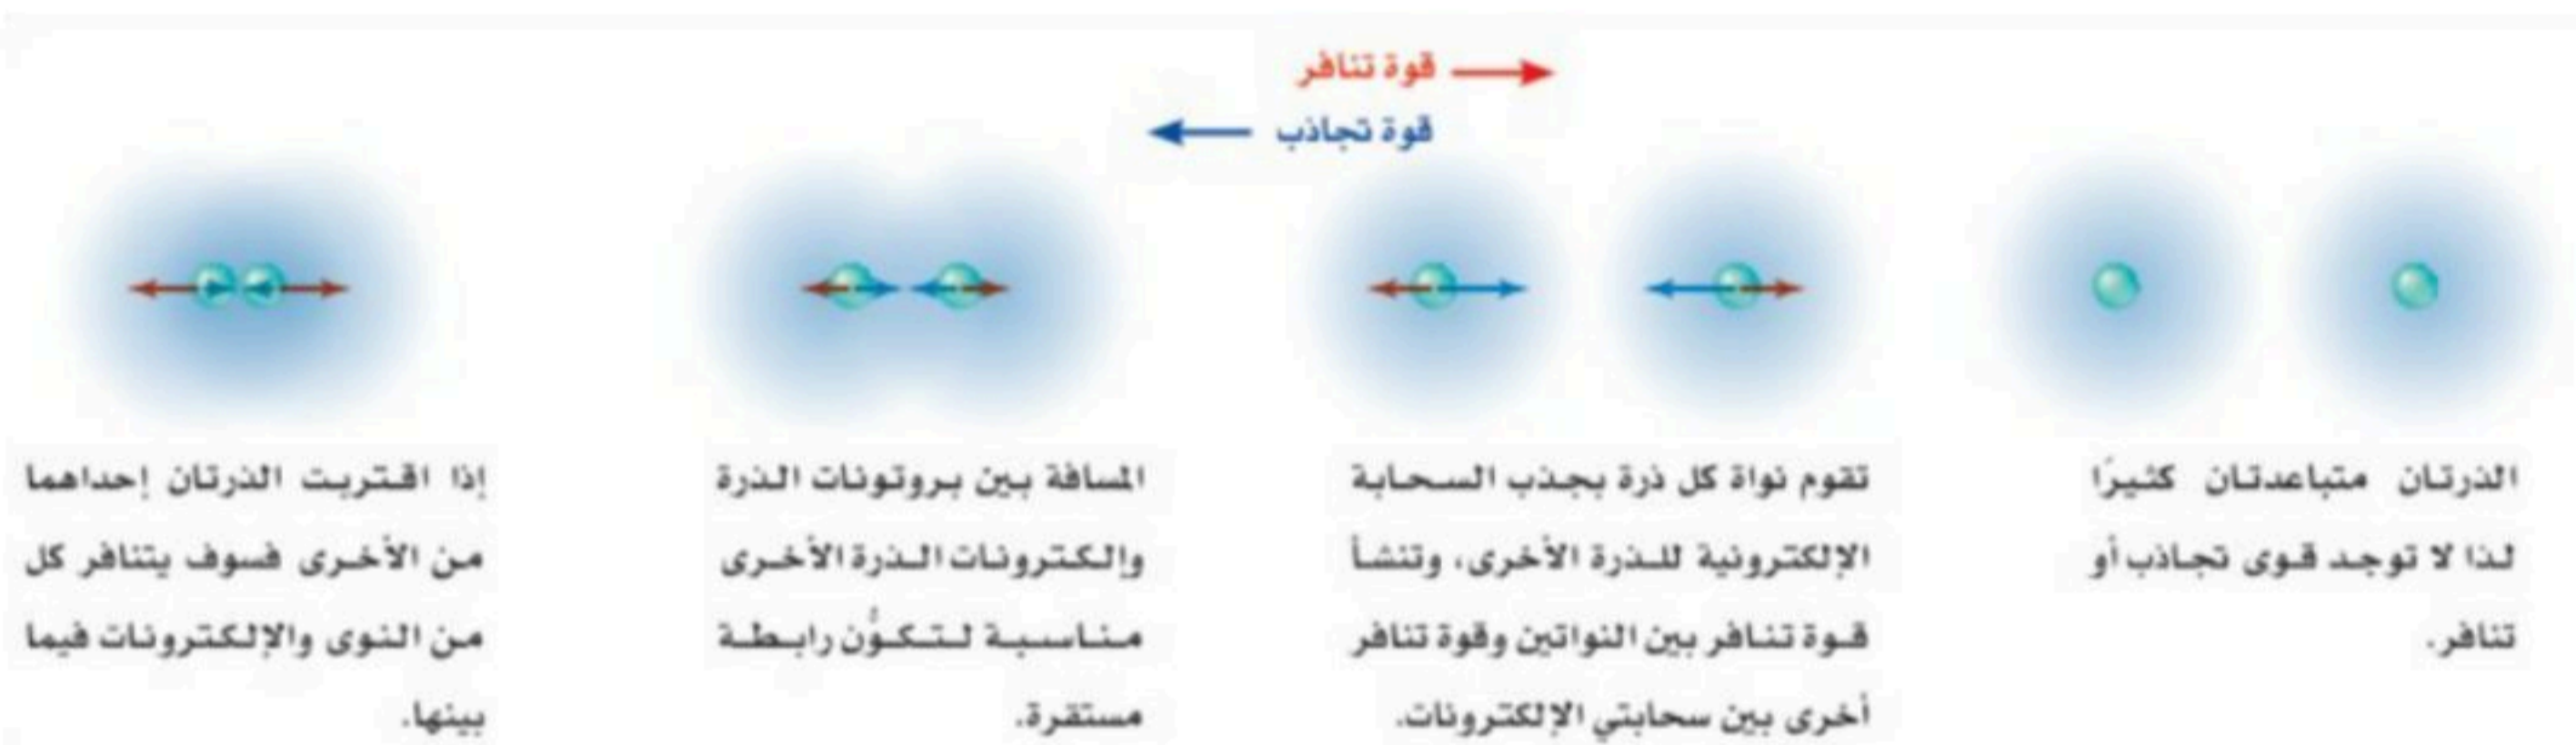 قوة تنافر
قوة تجاذب
الذرتان متباعدتان كثيرًا
لذا لا توجد قوى تجاذب أو
تنافر.
تقوم نواة كل ذرة بجذب السحابة
الإلكترونية للذرة الأخرى، وتنشأ
قوة تنافر بين النواتين وقوة تنافر
أخرى بين سحابتي الإلكترونات.
المسافة بين بروتونات الذرة
وإلكترونات الذرة الأخرى
مناسبة لتكوُّن رابطة
مستقرة.
إذا اقتربت الذرتان إحداهما
من الأخرى فسوف يتنافر كل
من النوى والإلكترونات فيما
بينها.